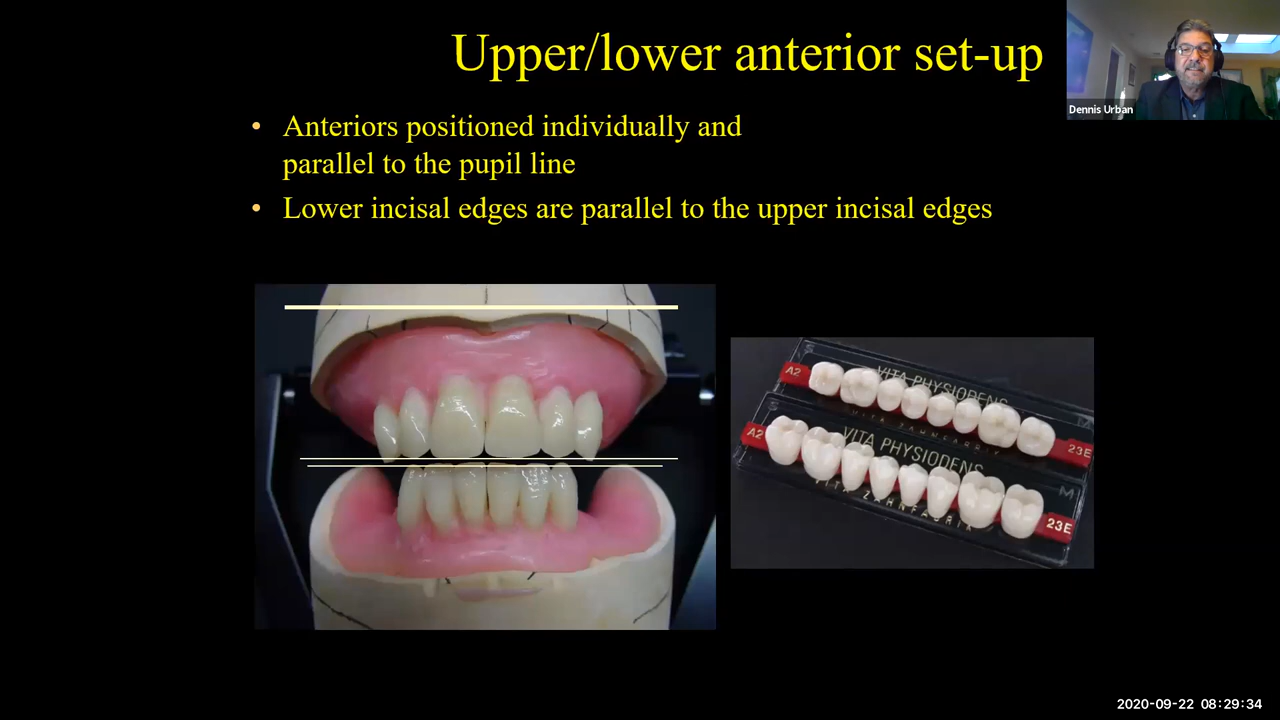 Upper/lower anterior set-up
Dennis Urban
• Anteriors positioned individually and
parallel to the pupil line
• Lower incisal edges are parallel to the upper incisal edges
A2
VITA PHYSIODENS
23E
A2
VITA PHYSIODENS
M
VITA ZAHNFABRIK
23E
2020-09-22 08:29:34